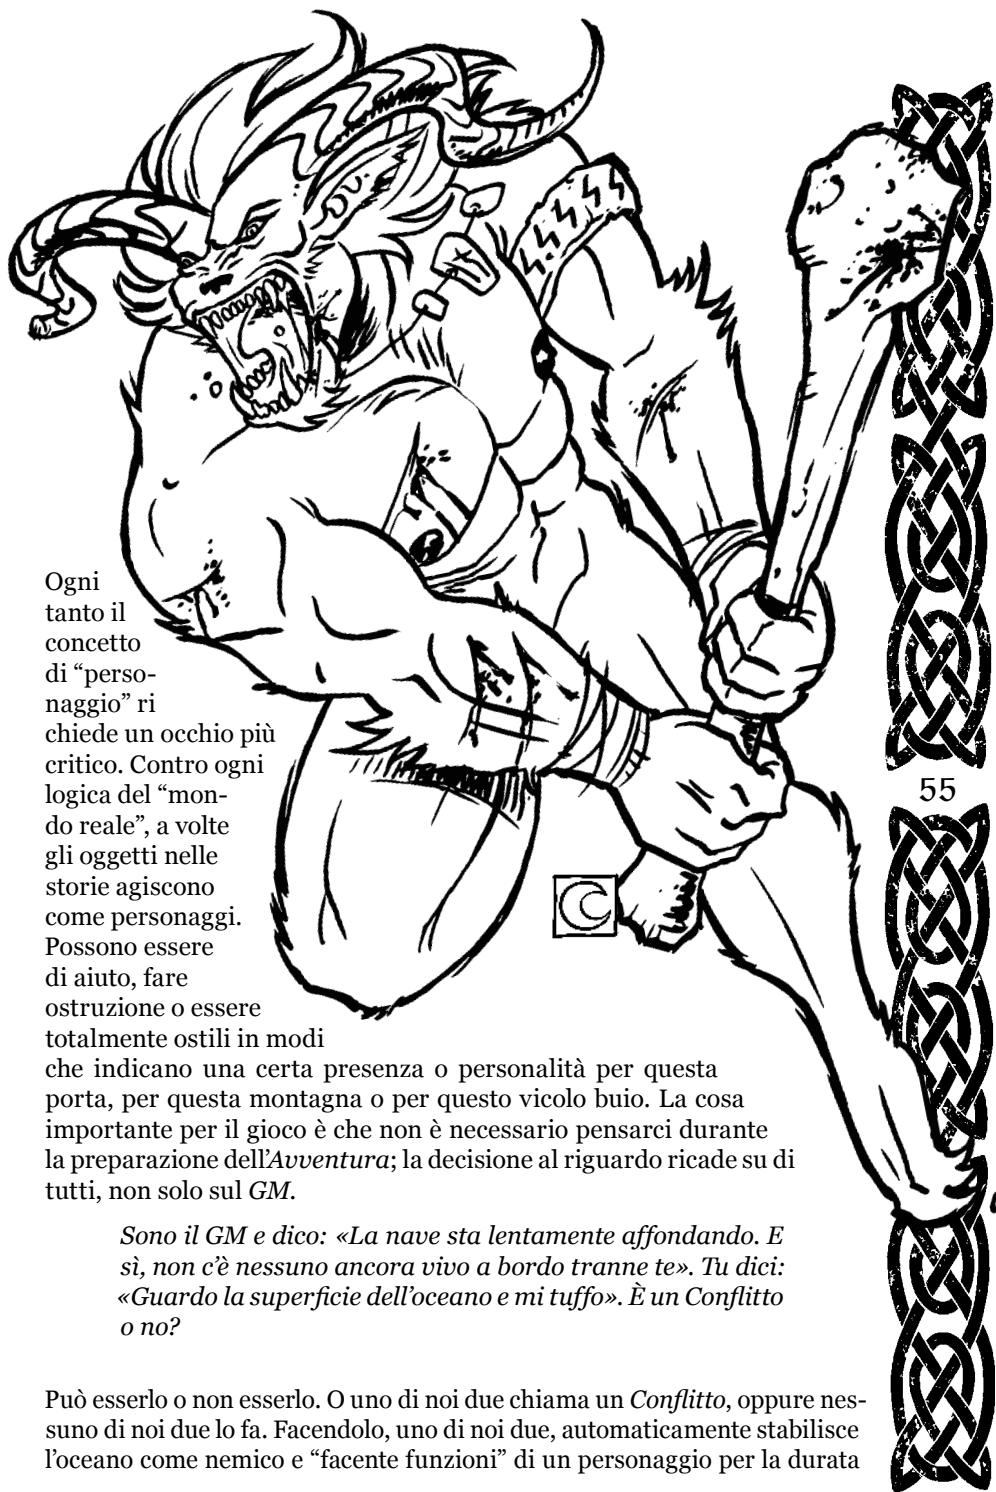 Ogni
tanto il
concetto
di “perso-
naggio” ri
chiede un occhio più
critico. Contro ogni
logica del “mon-
do reale”, a volte
gli oggetti nelle
storie agiscono
come personaggi.
Possono essere
di aiuto, fare
ostruzione o essere
totalmente ostili in modi
che indicano una certa presenza o personalità per questa
porta, per questa montagna o per questo vicolo buio. La cosa
importante per il gioco è che non è necessario pensarci durante
la preparazione dell’Avventura; la decisione al riguardo ricade su di
tutti, non solo sul GM.
Sono il GM e dico: «La nave sta lentamente affondando. E
sì, non c’è nessuno ancora vivo a bordo tranne te». Tu dici:
«Guardo la superficie dell’oceano e mi tuffo». È un Conflitto
o no?
Può esserlo o non esserlo. O uno di noi due chiama un Conflitto, oppure nes-
suno di noi due lo fa. Facendolo, uno di noi due, automaticamente stabilisce
l’oceano come nemico e “facente funzioni” di un personaggio per la durata
55